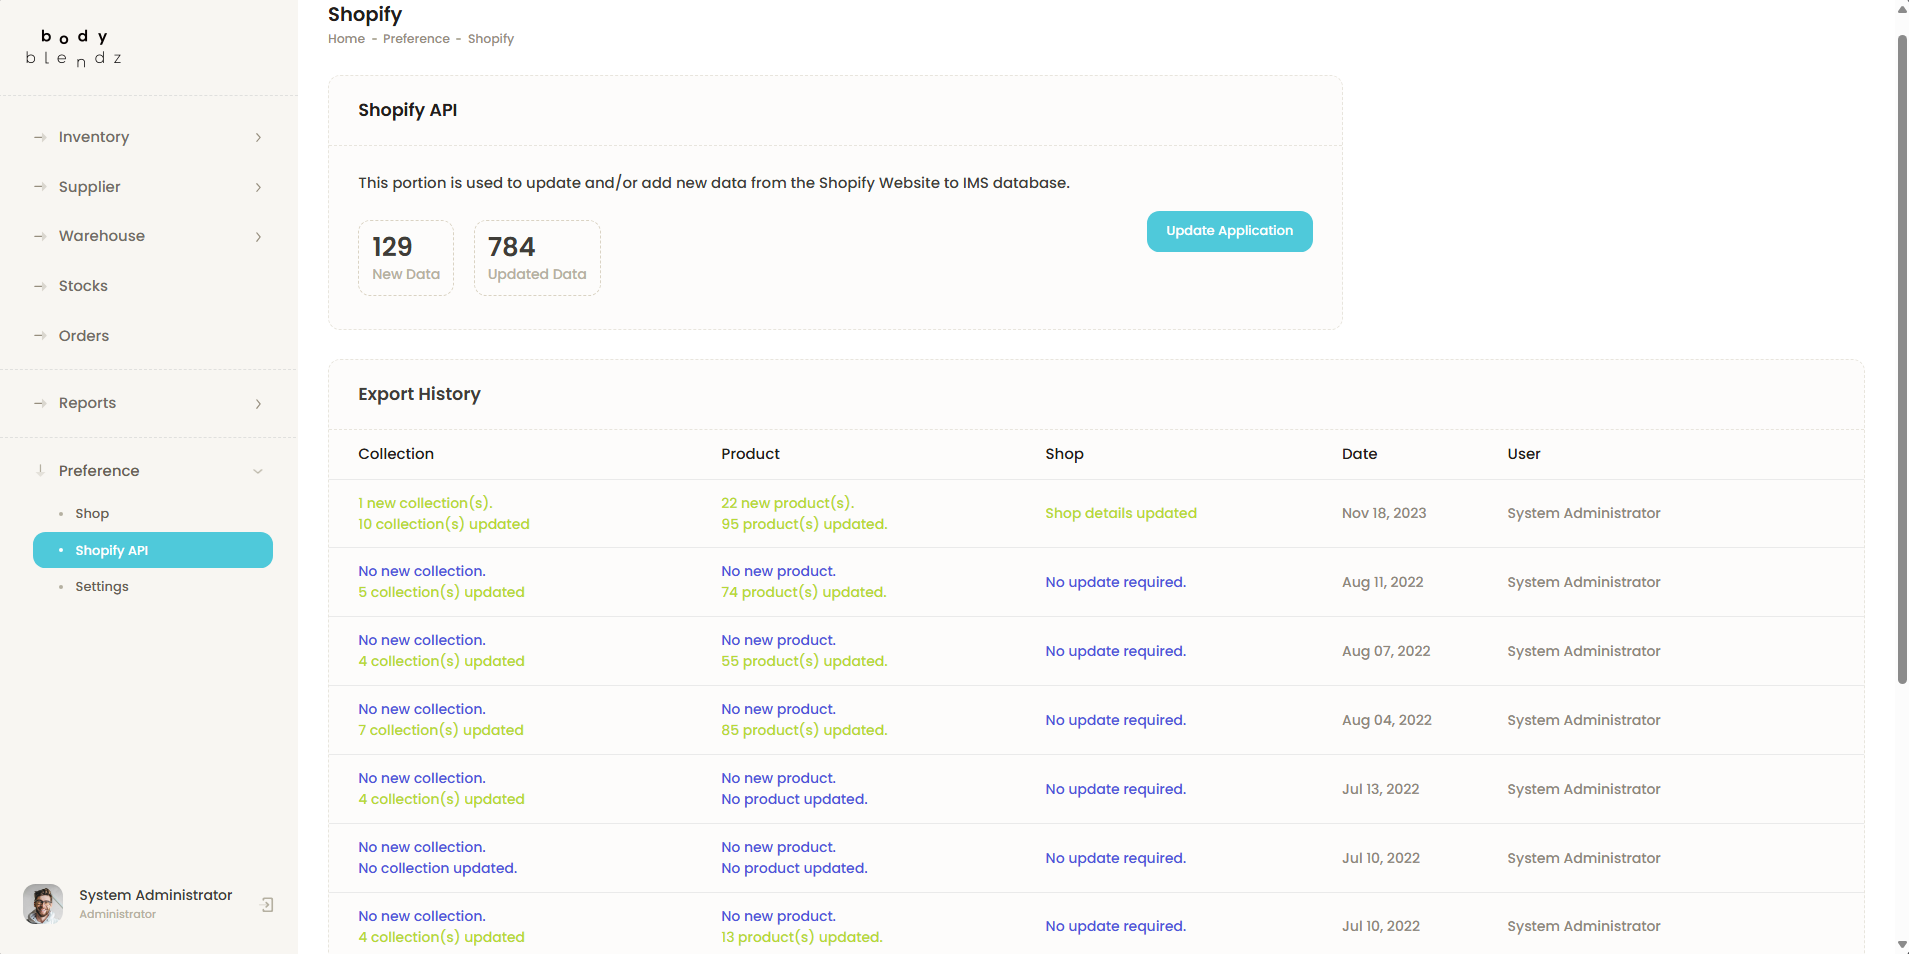 body
blendz
Inventory
Supplier
Warehouse
Stocks
Orders
Reports
Preference
Shop
Shopify API
Settings
System Administrator
Administrator
Shopify
Home - Preference - Shopify
Shopify API
This portion is used to update and/or add new data from the Shopify Website to IMS database.
129
New Data
784
Updated Data
Update Application
Export History
Collection Product Shop Date User
1 new collection(s). 22 new product(s).
10 collection(s) updated 95 product(s) updated. Shop details updated Nov 18, 2023 System Administrator
No new collection. No new product.
5 collection(s) updated 74 product(s) updated. No update required. Aug 11, 2022 System Administrator
No new collection. No new product.
4 collection(s) updated 55 product(s) updated. No update required. Aug 07, 2022 System Administrator
No new collection. No new product.
7 collection(s) updated 85 product(s) updated. No update required. Aug 04, 2022 System Administrator
No new collection. No new product.
4 collection(s) updated No product updated. No update required. Jul 13, 2022 System Administrator
No new collection. No new product.
No collection updated. No product updated. No update required. Jul 10, 2022 System Administrator
No new collection. No new product.
4 collection(s) updated 13 product(s) updated. No update required. Jul 10, 2022 System Administrator